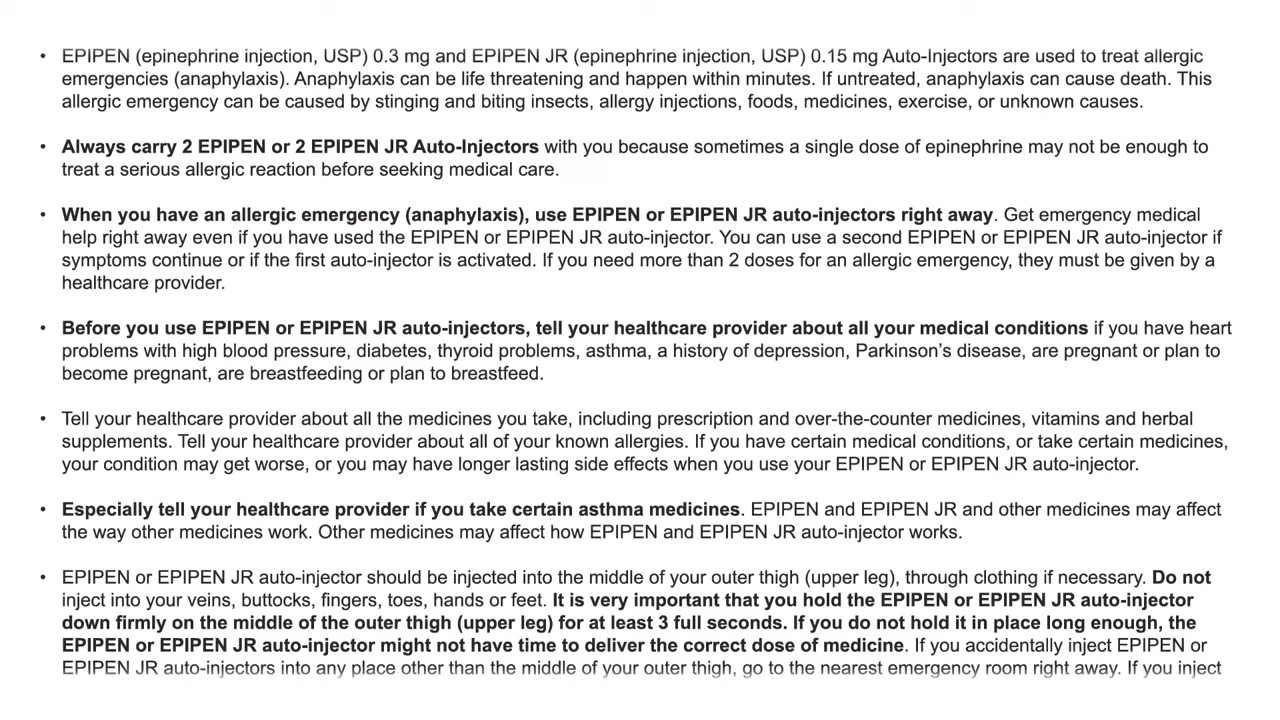 • EPIPEN (epinephrine injection, USP) 0.3 mg and EPIPEN JR (epinephrine injection, USP) 0.15 mg Auto-Injectors are used to treat allergic
emergencies (anaphylaxis). Anaphylaxis can be life threatening and happen within minutes. If untreated, anaphylaxis can cause death. This
allergic emergency can be caused by stinging and biting insects, allergy injections, foods, medicines, exercise, or unknown causes.
• Always carry 2 EPIPEN or 2 EPIPEN JR Auto-Injectors with you because sometimes a single dose of epinephrine may not be enough to
treat a serious allergic reaction before seeking medical care.
• When you have an allergic emergency (anaphylaxis), use EPIPEN or EPIPEN JR auto-injectors right away. Get emergency medical
help right away even if you have used the EPIPEN or EPIPEN JR auto-injector. You can use a second EPIPEN or EPIPEN JR auto-injector if
symptoms continue or if the first auto-injector is activated. If you need more than 2 doses for an allergic emergency, they must be given by a
healthcare provider.
• Before you use EPIPEN or EPIPEN JR auto-injectors, tell your healthcare provider about all your medical conditions if you have heart
problems with high blood pressure, diabetes, thyroid problems, asthma, a history of depression, Parkinson's disease, are pregnant or plan to
become pregnant, are breastfeeding or plan to breastfeed.
• Tell your healthcare provider about all the medicines you take, including prescription and over-the-counter medicines, vitamins and herbal
supplements. Tell your healthcare provider about all of your known allergies. If you have certain medical conditions, or take certain medicines,
your condition may get worse, or you may have longer lasting side effects when you use your EPIPEN or EPIPEN JR auto-injector.
• Especially tell your healthcare provider if you take certain asthma medicines. EPIPEN and EPIPEN JR and other medicines may affect
the way other medicines work. Other medicines may affect how EPIPEN and EPIPEN JR auto-injector works.
• EPIPEN or EPIPEN JR auto-injector should be injected into the middle of your outer thigh (upper leg), through clothing if necessary. Do not
inject into your veins, buttocks, fingers, toes, hands or feet. It is very important that you hold the EPIPEN or EPIPEN JR auto-injector
down firmly on the middle of the outer thigh (upper leg) for at least 3 full seconds. If you do not hold it in place long enough, the
EPIPEN or EPIPEN JR auto-injector might not have time to deliver the correct dose of medicine. If you accidentally inject EPIPEN or
EPIPEN JR auto-injectors into any place other than the middle of your outer thigh, go to the nearest emergency room right away. If you inject